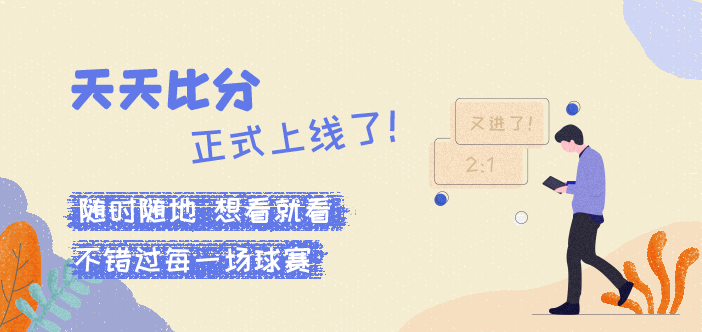 天天比分
正式上线了!
又进了!
2:1
随时随地 想看就看
不错过每一场球赛